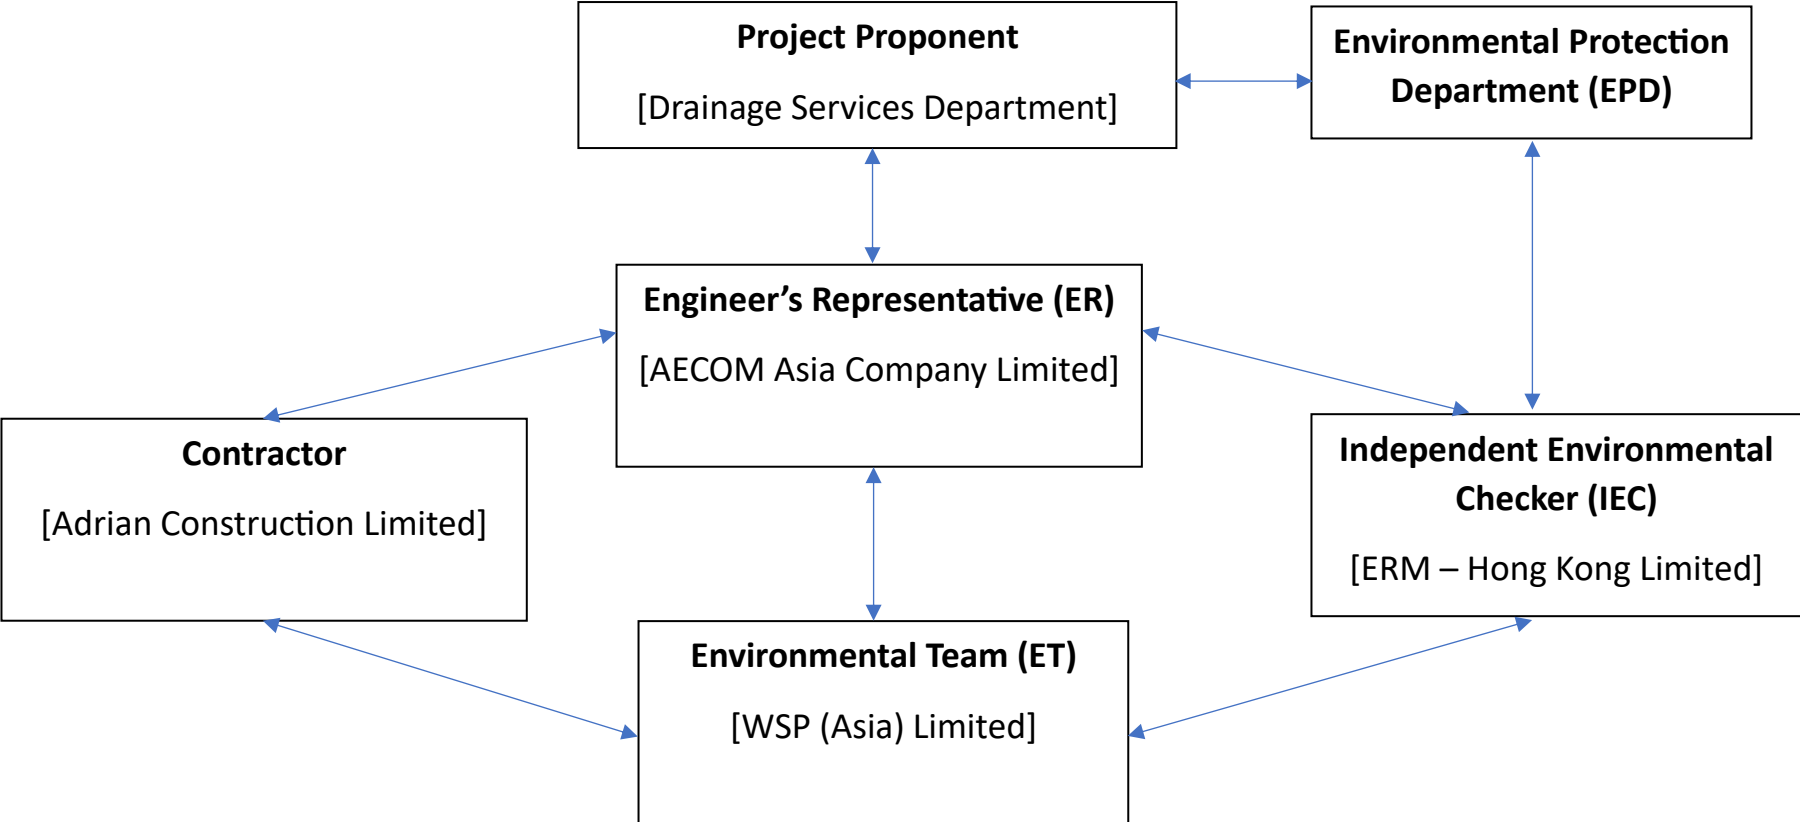 Project Proponent
[Drainage Services Department]
Environmental Protection
Department (EPD)
Engineer’s Representative (ER)
[AECOM Asia Company Limited]
Contractor
[Adrian Construction Limited]
Independent Environmental
Checker (IEC)
[ERM – Hong Kong Limited]
Environmental Team (ET)
[WSP (Asia) Limited]